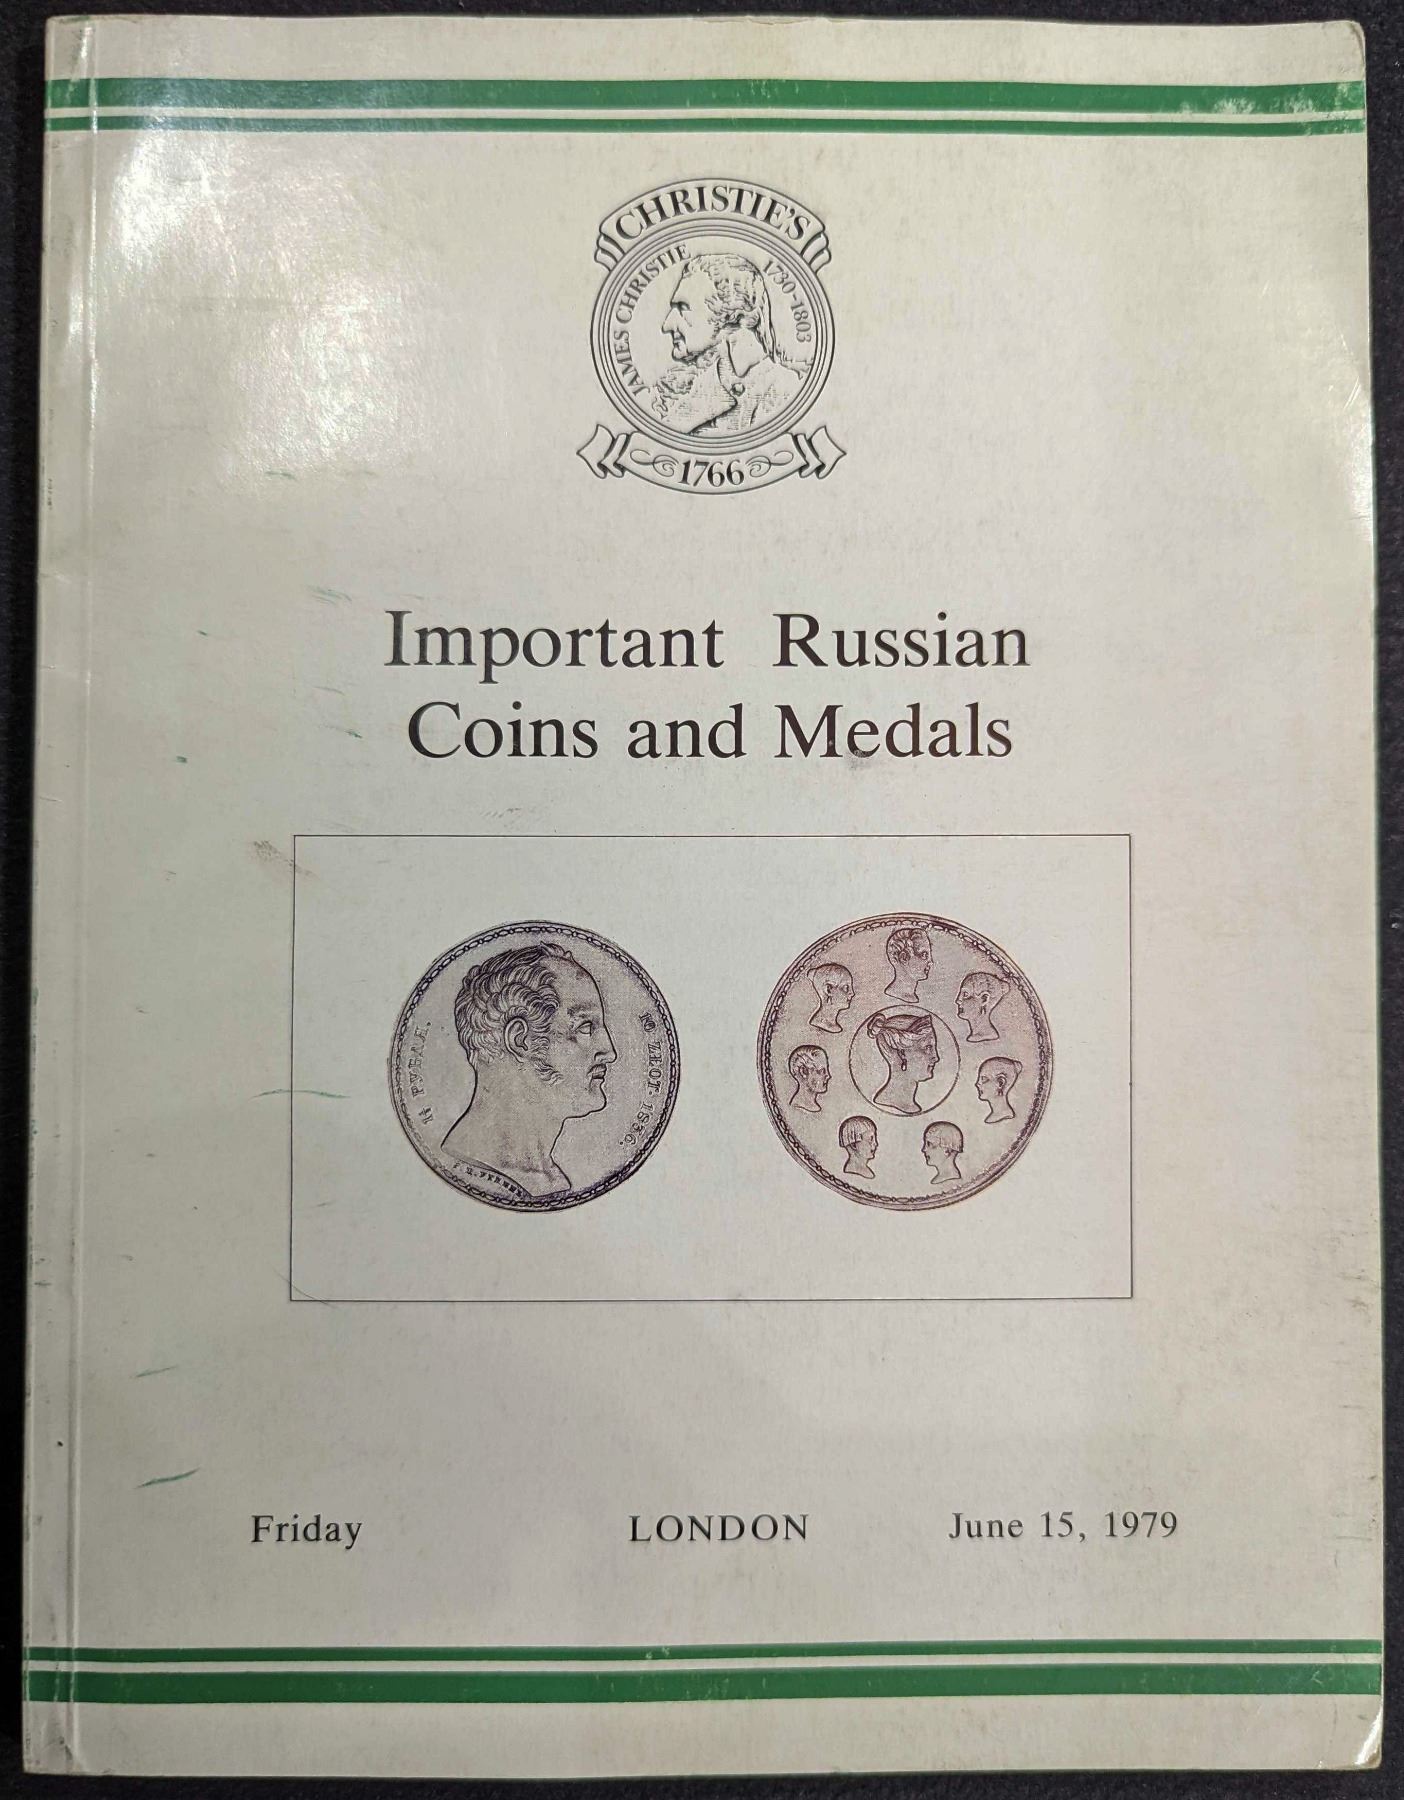 CHRISTIE'S
JAMES CHRISTIE 1730-1803
1766
Important Russian
Coins and Medals
1½ РУБЛЯ.
10 ZŁOT. 1836.
Friday LONDON June 15, 1979